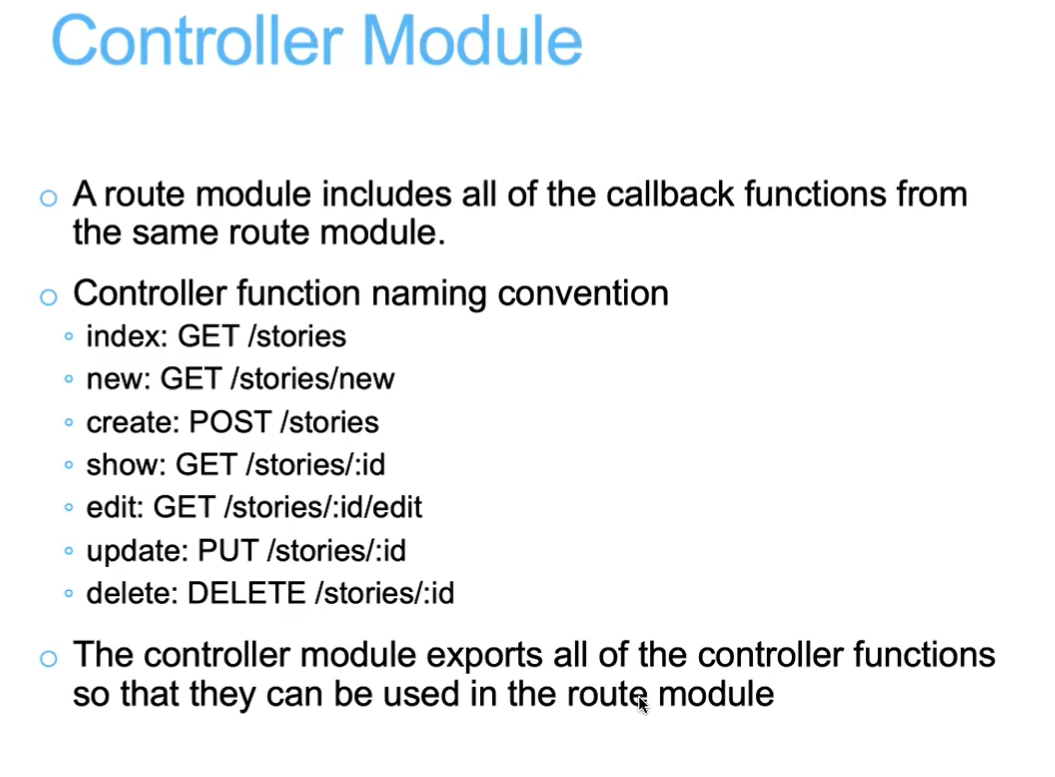 Controller Module
A route module includes all of the callback functions from
the same route module.
Controller function naming convention
index: GET /stories
new: GET /stories/new
create: POST /stories
show: GET /stories/:id
edit: GET /stories/:id/edit
update: PUT /stories/:id
delete: DELETE /stories/:id
The controller module exports all of the controller functions
so that they can be used in the route module